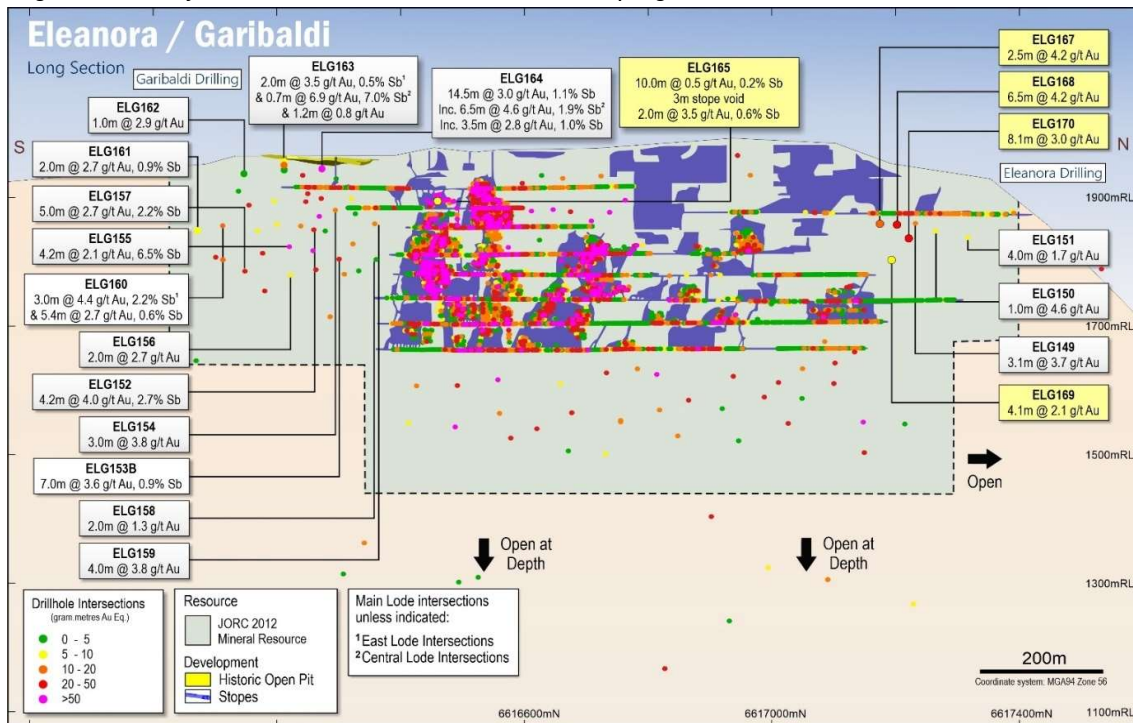 Eleanora / Garibaldi
Long Section
Garibaldi Drilling
ELG163
2.0m @ 3.5 g/t Au, 0.5% Sb¹
& 0.7m @ 6.9 g/t Au, 7.0% Sb²
& 1.2m @ 0.8 g/t Au
ELG164
14.5m @ 3.0 g/t Au, 1.1% Sb
Inc. 6.5m @ 4.6 g/t Au, 1.9% Sb²
Inc. 3.5m @ 2.8 g/t Au, 1.0% Sb
ELG165
10.0m @ 0.5 g/t Au, 0.2% Sb
3m stope void
2.0m @ 3.5 g/t Au, 0.6% Sb
ELG167
2.5m @ 4.2 g/t Au
ELG168
6.5m @ 4.2 g/t Au
ELG170
8.1m @ 3.0 g/t Au
ELG162
1.0m @ 2.9 g/t Au
S
N
ELG161
2.0m @ 2.7 g/t Au, 0.9% Sb
Eleanora Drilling
ELG157
5.0m @ 2.7 g/t Au, 2.2% Sb
1900mRL
ELG155
4.2m @ 2.1 g/t Au, 6.5% Sb
ELG151
4.0m @ 1.7 g/t Au
ELG160
3.0m @ 4.4 g/t Au, 2.2% Sb¹
& 5.4m @ 2.7 g/t Au, 0.6% Sb
ELG150
1.0m @ 4.6 g/t Au
1700mRL
ELG156
2.0m @ 2.7 g/t Au
ELG149
3.1m @ 3.7 g/t Au
ELG152
4.2m @ 4.0 g/t Au, 2.7% Sb
ELG169
4.1m @ 2.1 g/t Au
ELG154
3.0m @ 3.8 g/t Au
1500mRL
ELG153B
7.0m @ 3.6 g/t Au, 0.9% Sb
Open
ELG158
2.0m @ 1.3 g/t Au
ELG159
4.0m @ 3.8 g/t Au
Open at
Depth
Open at
Depth
1300mRL
Drillhole Intersections
(gram metres Au Eq.)
0 - 5
5 - 10
10 - 20
20 - 50
>50
Resource
JORC 2012
Mineral Resource
Development
Historic Open Pit
Stopes
Main Lode intersections
unless indicated:
¹East Lode Intersections
²Central Lode Intersections
200m
Coordinate system: MGA94 Zone 56
6616600mN
6617000mN
6617400mN
1100mRL